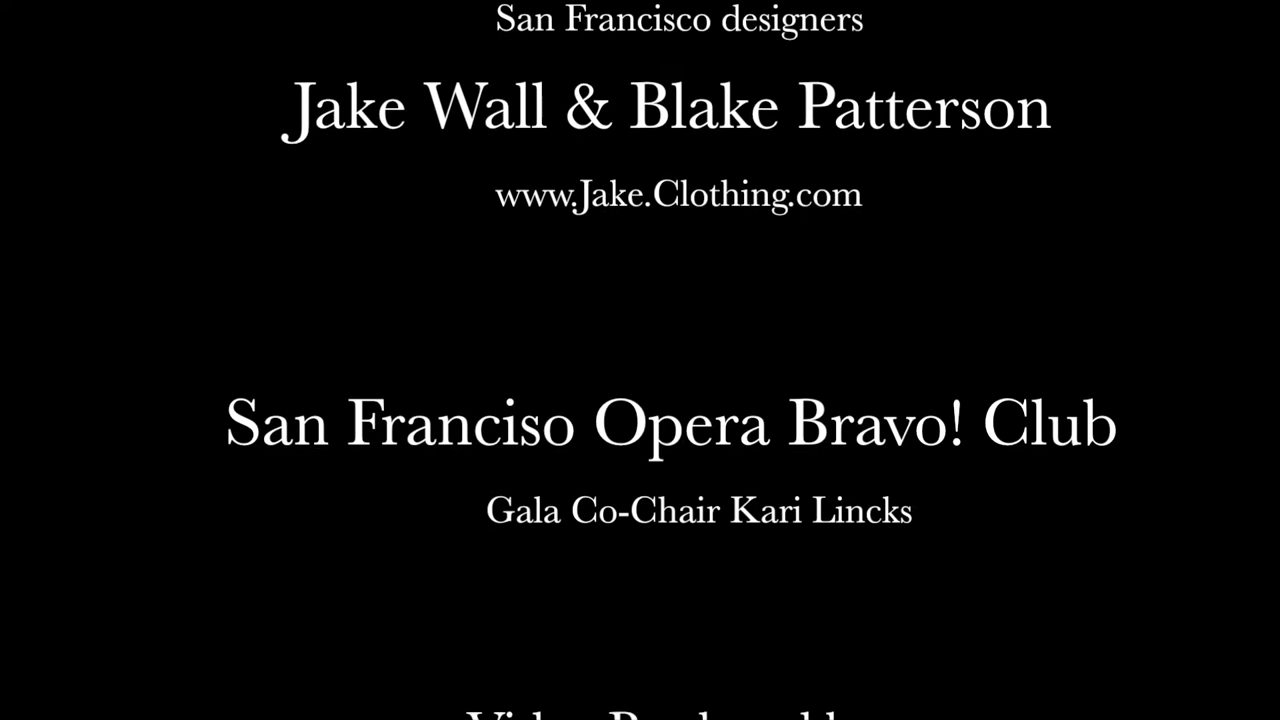 San Francisco designers
Jake Wall & Blake Patterson
www.Jake.Clothing.com
San Franciso Opera Bravo! Club
Gala Co-Chair Kari Lincks